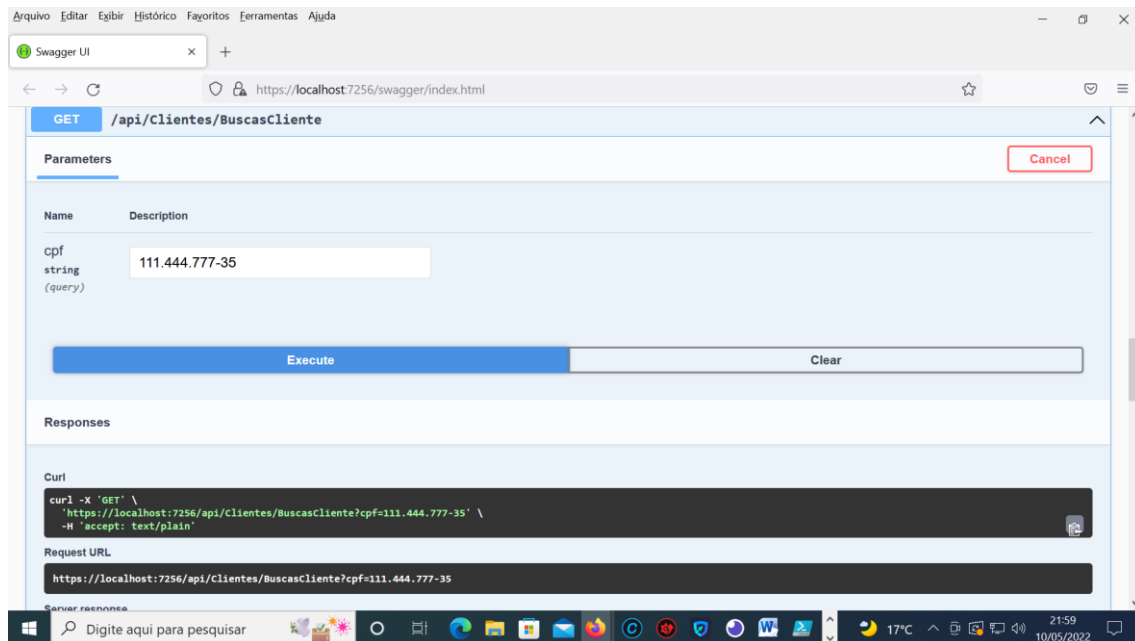 Arquivo Editar Exibir Histórico Favoritos Ferramentas Ajuda
Swagger UI
https://localhost:7256/swagger/index.html
GET /api/Clientes/BuscasCliente
Parameters
Cancel
Name Description
cpf
string
(query)
111.444.777-35
Execute Clear
Responses
Curl
curl -X 'GET' \
'https://localhost:7256/api/Clientes/BuscasCliente?cpf=111.444.777-35' \
-H 'accept: text/plain'
Request URL
https://localhost:7256/api/Clientes/BuscasCliente?cpf=111.444.777-35
Server response
Digite aqui para pesquisar
17°C
21:59
10/05/2022